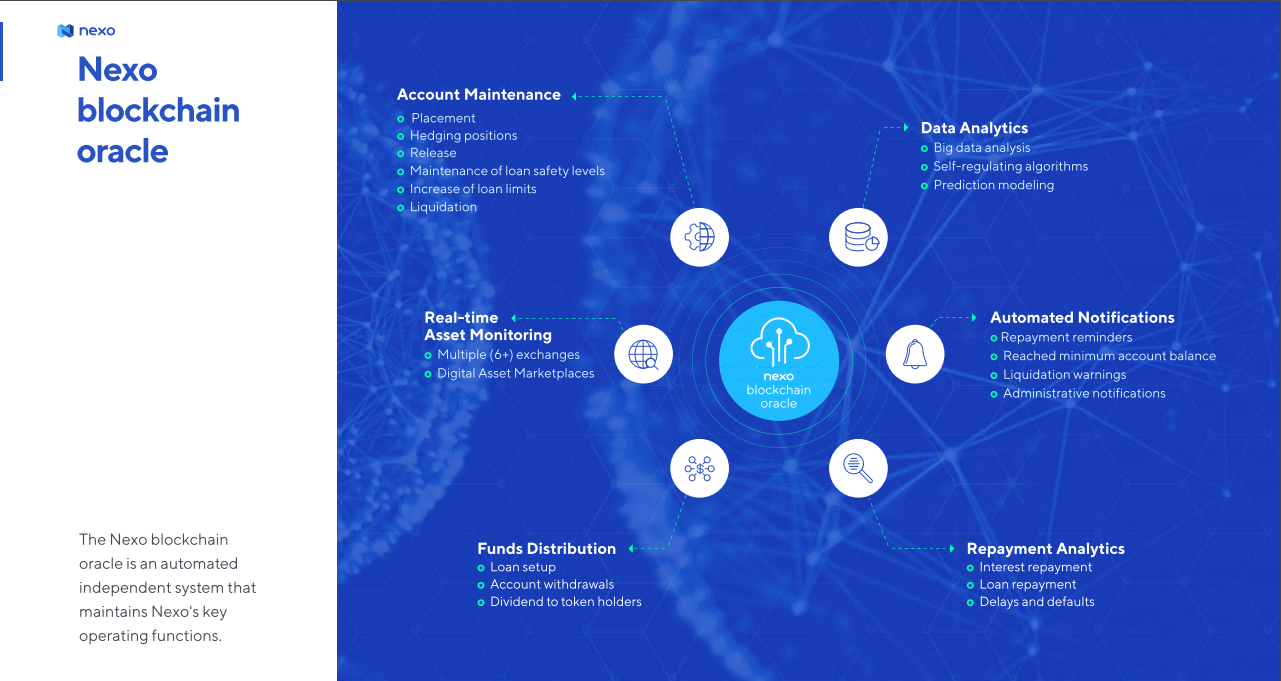 nexo
Nexo
blockchain
oracle
The Nexo blockchain
oracle is an automated
independent system that
maintains Nexo's key
operating functions.
Account Maintenance
Placement
Hedging positions
Release
Maintenance of loan safety levels
Increase of loan limits
Liquidation
Data Analytics
Big data analysis
Self-regulating algorithms
Prediction modeling
Real-time
Asset Monitoring
Multiple (6+) exchanges
Digital Asset Marketplaces
nexo
blockchain
oracle
Automated Notifications
Repayment reminders
Reached minimum account balance
Liquidation warnings
Administrative notifications
$
Funds Distribution
Loan setup
Account withdrawals
Dividend to token holders
Repayment Analytics
Interest repayment
Loan repayment
Delays and defaults